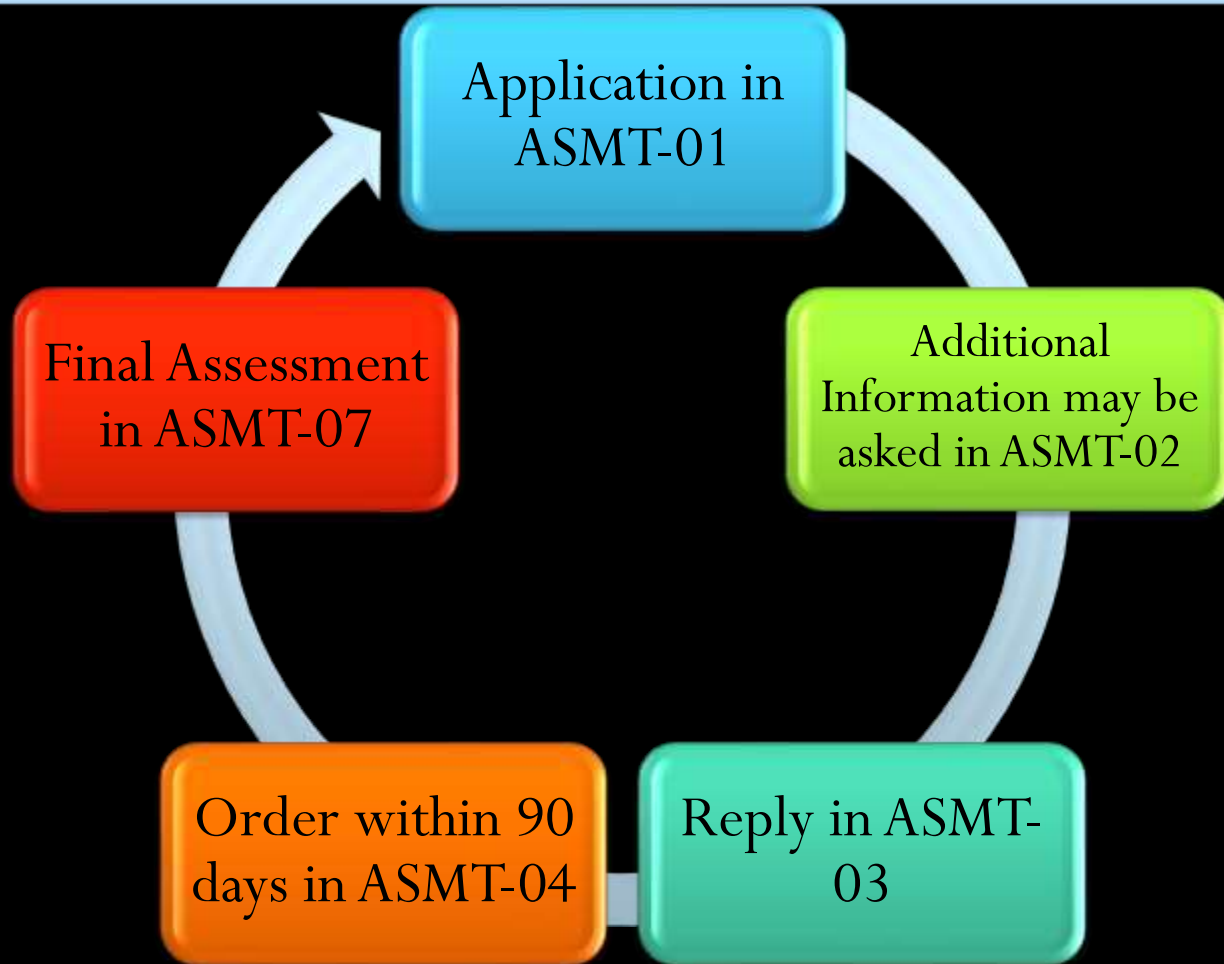 Application in
ASMT-01
Additional
Information may be
asked in ASMT-02
Reply in ASMT-
03
Order within 90
days in ASMT-04
Final Assessment
in ASMT-07